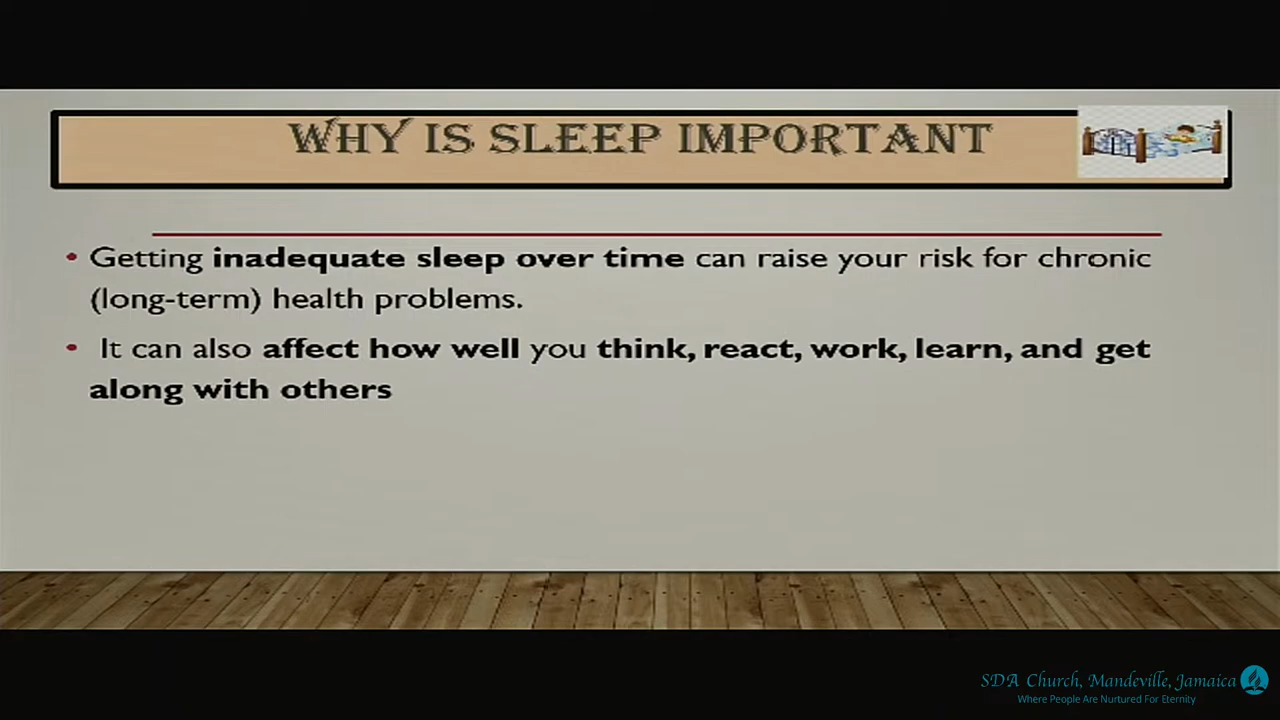 WHY IS SLEEP IMPORTANT
• Getting inadequate sleep over time can raise your risk for chronic
(long-term) health problems.
• It can also affect how well you think, react, work, learn, and get
along with others
SDA Church, Mandeville, Jamaica
Where People Are Nurtured For Eternity